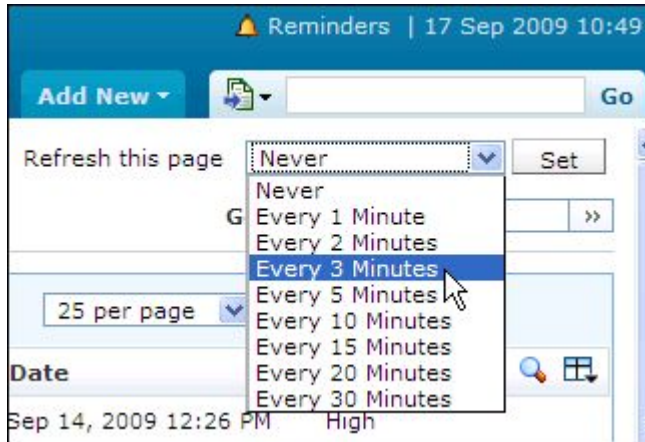 Reminders | 17 Sep 2009 10:49
Add New Go
Refresh this page Never Set
Never
G Every 1 Minute >>
Every 2 Minutes
Every 3 Minutes
25 per page Every 5 Minutes
Every 10 Minutes
Every 15 Minutes
Date Every 20 Minutes
Every 30 Minutes
Sep 14, 2009 12:26 PM High